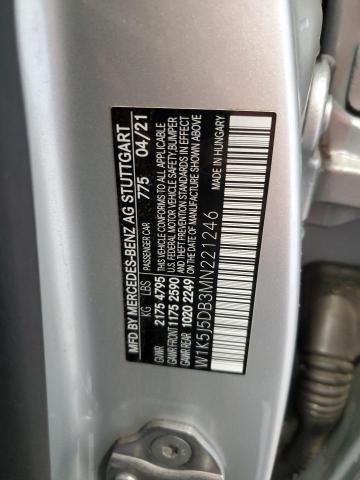 MFD BY MERCEDES-BENZ AG STUTTGART
PASSENGER CAR 775 04/21
KG LBS
GVWR 2175 4795
GAWR FRONT 1175 2590
GAWR REAR 1020 2249
THIS VEHICLE CONFORMS TO ALL APPLICABLE
U.S. FEDERAL MOTOR VEHICLE SAFETY, BUMPER
AND THEFT PREVENTION STANDARDS IN EFFECT
ON THE DATE OF MANUFACTURE SHOWN ABOVE
W1K5J5DB3MN221246
MADE IN HUNGARY